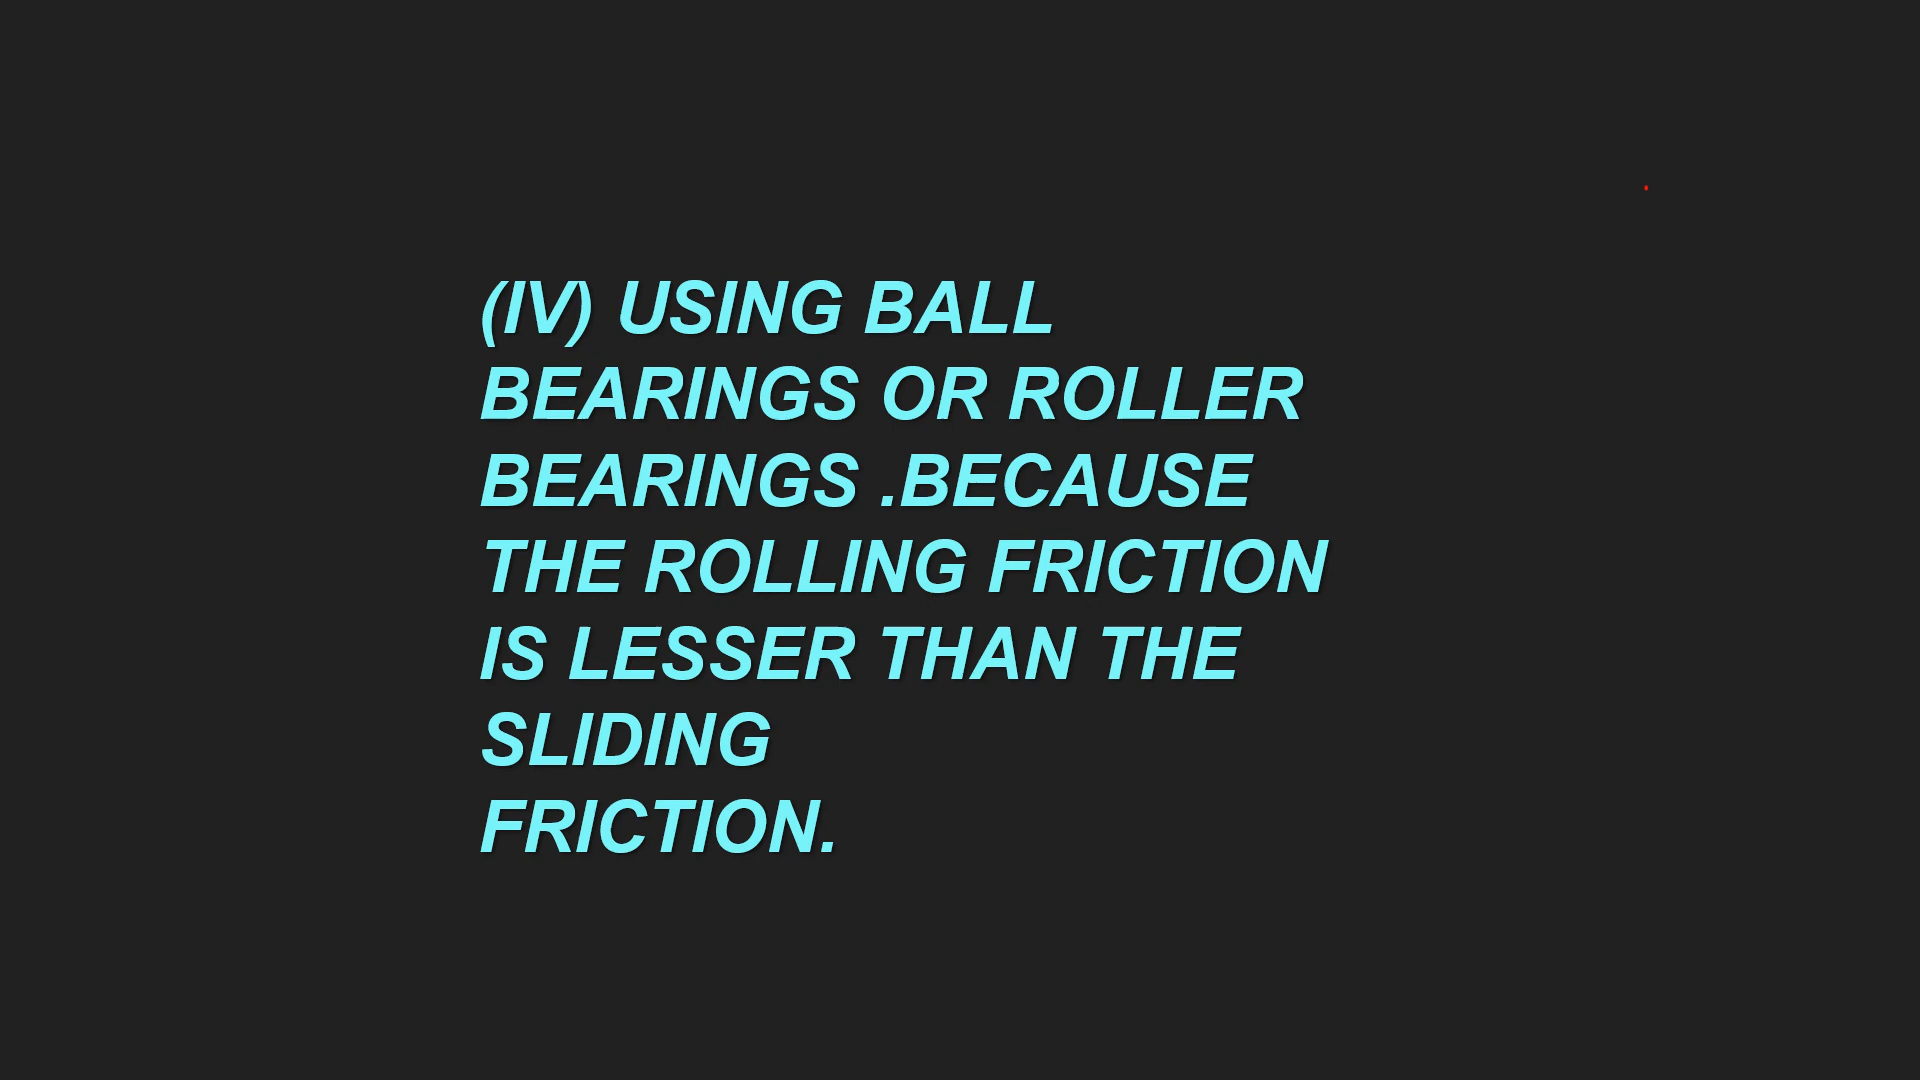 (IV) USING BALL
BEARINGS OR ROLLER
BEARINGS .BECAUSE
THE ROLLING FRICTION
IS LESSER THAN THE
SLIDING
FRICTION.